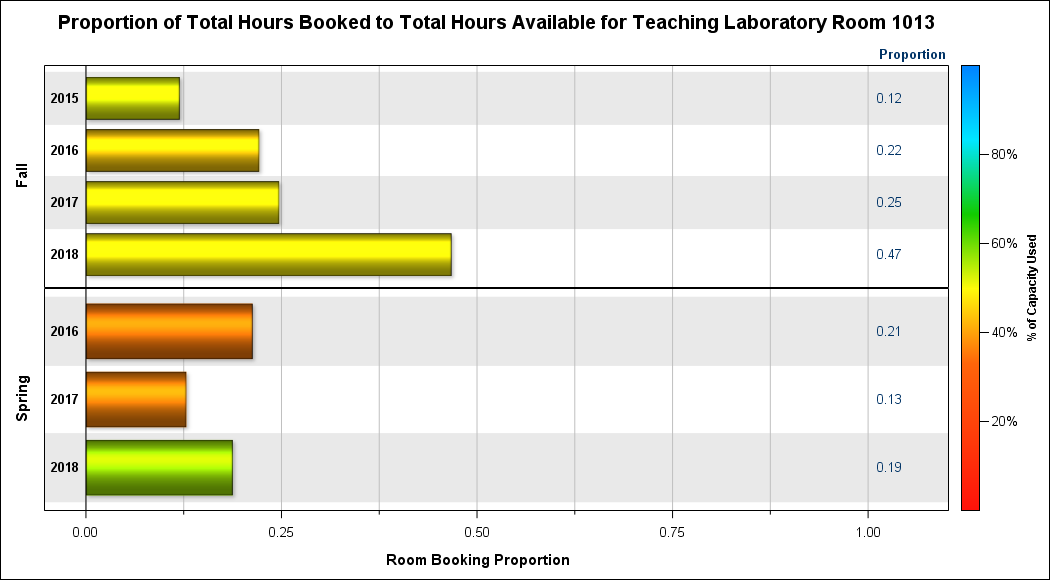 Proportion of Total Hours Booked to Total Hours Available for Teaching Laboratory Room 1013
Proportion
Fall
2015 0.12
2016 0.22
2017 0.25
2018 0.47
Spring
2016 0.21
2017 0.13
2018 0.19
0.00 0.25 0.50 0.75 1.00
Room Booking Proportion
80%
60%
40%
20%
% of Capacity Used